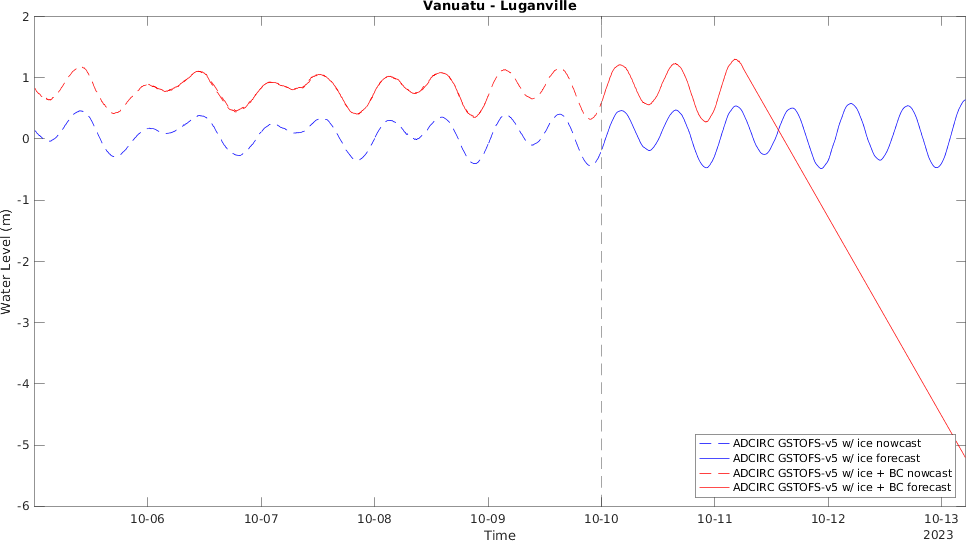 Vanuatu - Luganville
2
1
0
-1
-2
-3
-4
-5
-6
Water Level (m)
ADCIRC GSTOFS-v5 w/ ice nowcast
ADCIRC GSTOFS-v5 w/ ice forecast
ADCIRC GSTOFS-v5 w/ ice + BC nowcast
ADCIRC GSTOFS-v5 w/ ice + BC forecast
10-06 10-07 10-08 10-09 10-10 10-11 10-12 10-13
Time
2023